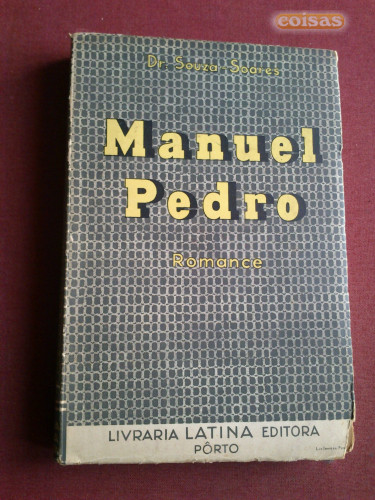 coisas
Dr. Souza-Soares
Manuel
Pedro
Romance
LIVRARIA LATINA EDITORA
PÔRTO